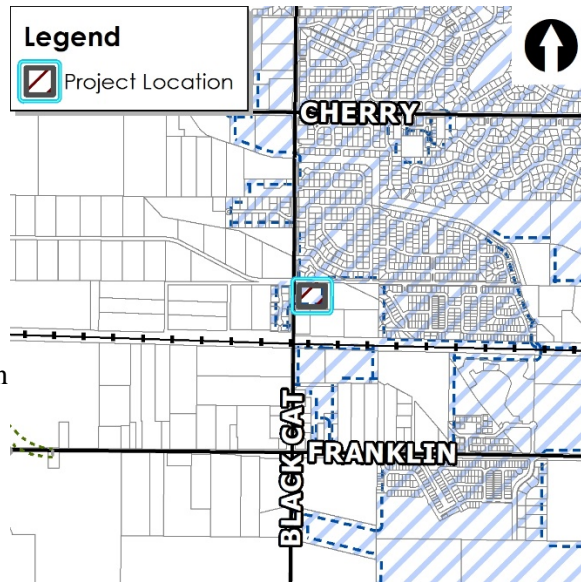 Legend
Project Location
CHERRY
n
BLACK CAT
FRANKLIN